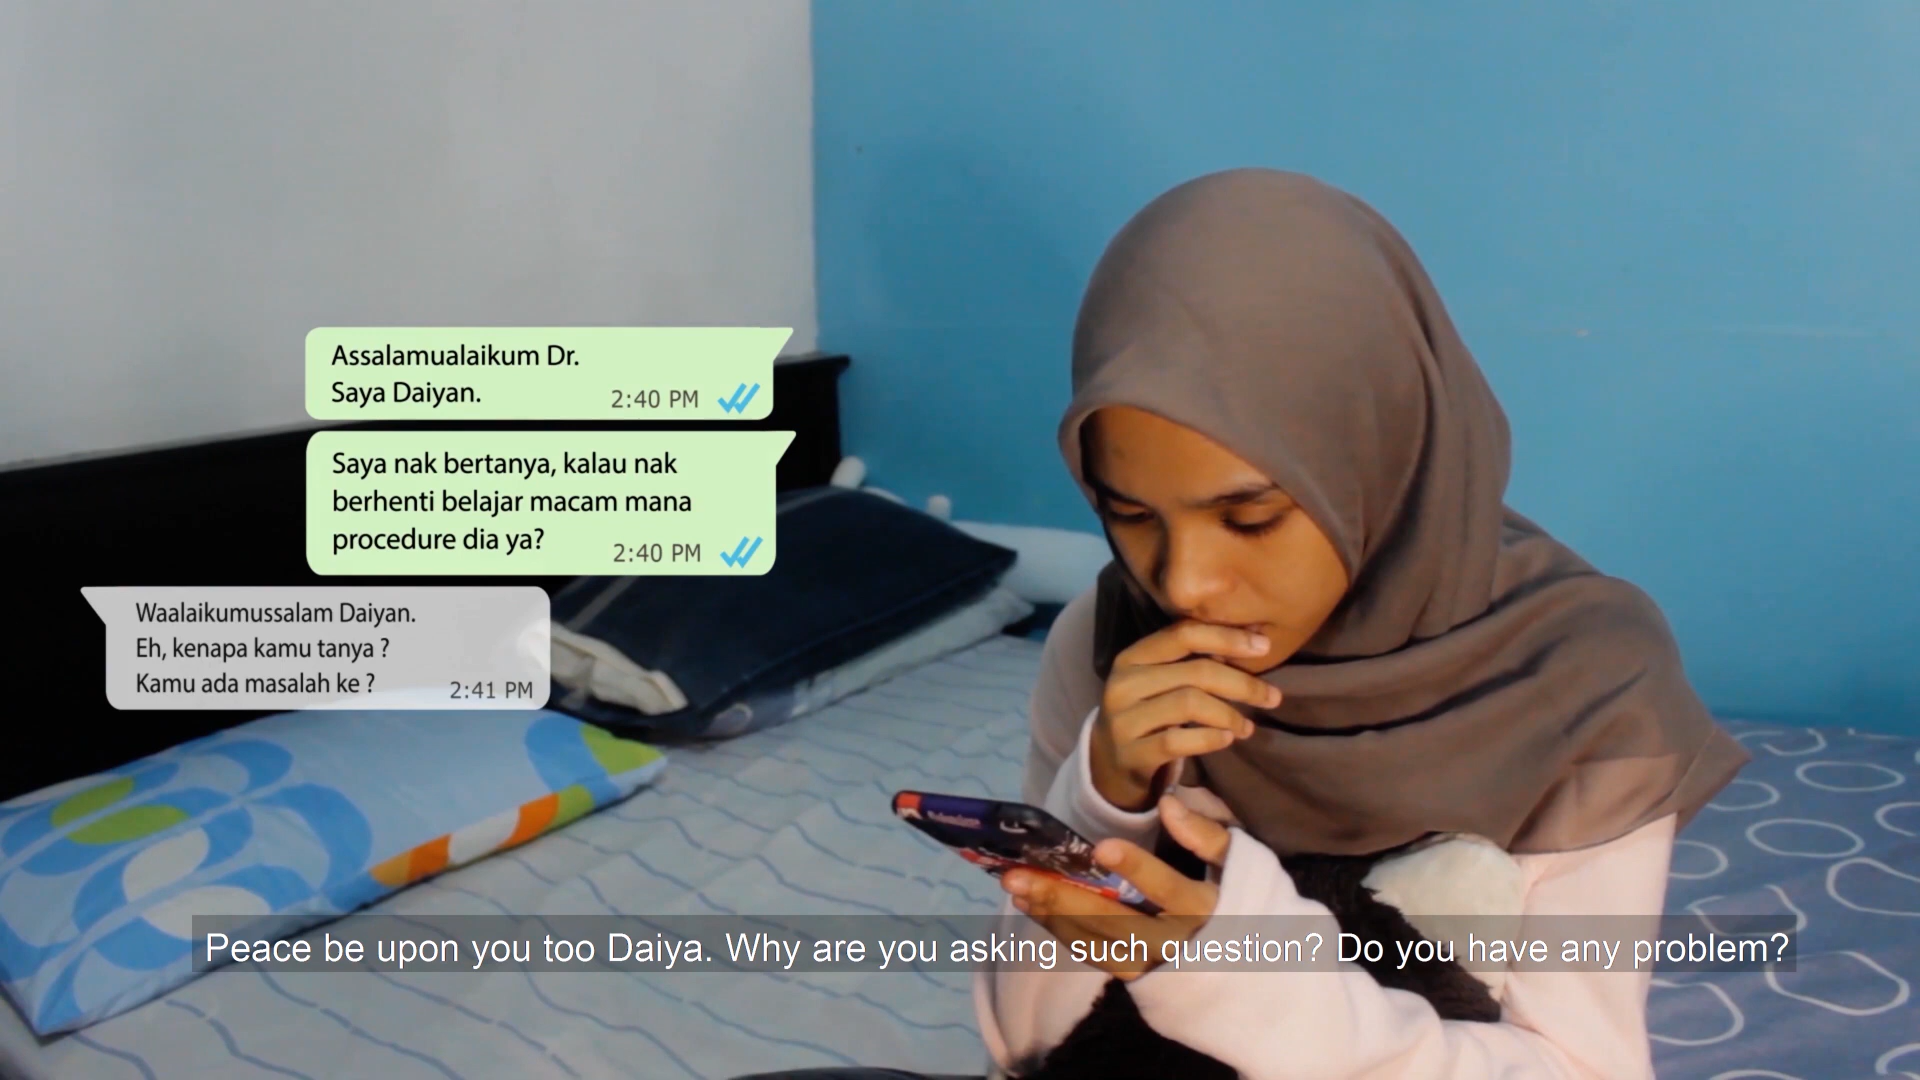 Assalamualaikum Dr.
Saya Daiyan.
2:40 PM
Saya nak bertanya, kalau nak
berhenti belajar macam mana
procedure dia ya?
2:40 PM
Waalaikumussalam Daiyan.
Eh, kenapa kamu tanya ?
Kamu ada masalah ke ?
2:41 PM
Peace be upon you too Daiya. Why are you asking such question? Do you have any problem?